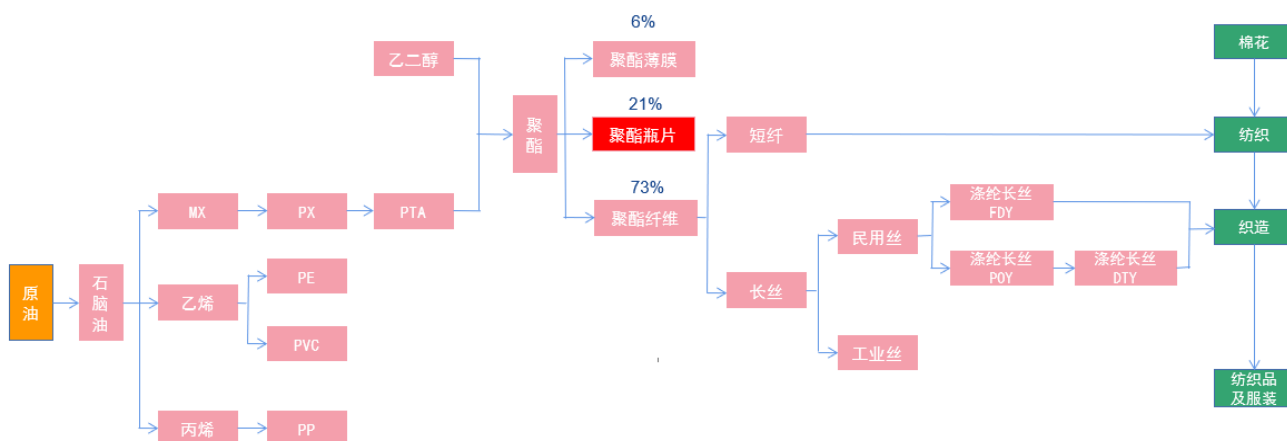 6%
乙二醇
聚酯薄膜
棉花
21%
聚
酯
聚酯瓶片
短纤
纺织
73%
MX
PX
PTA
聚酯纤维
涤纶长丝
FDY
民用丝
织造
原
油
石
脑
油
乙烯
PE
长丝
涤纶长丝
POY
涤纶长丝
DTY
PVC
工业丝
纺织品
及服装
丙烯
PP